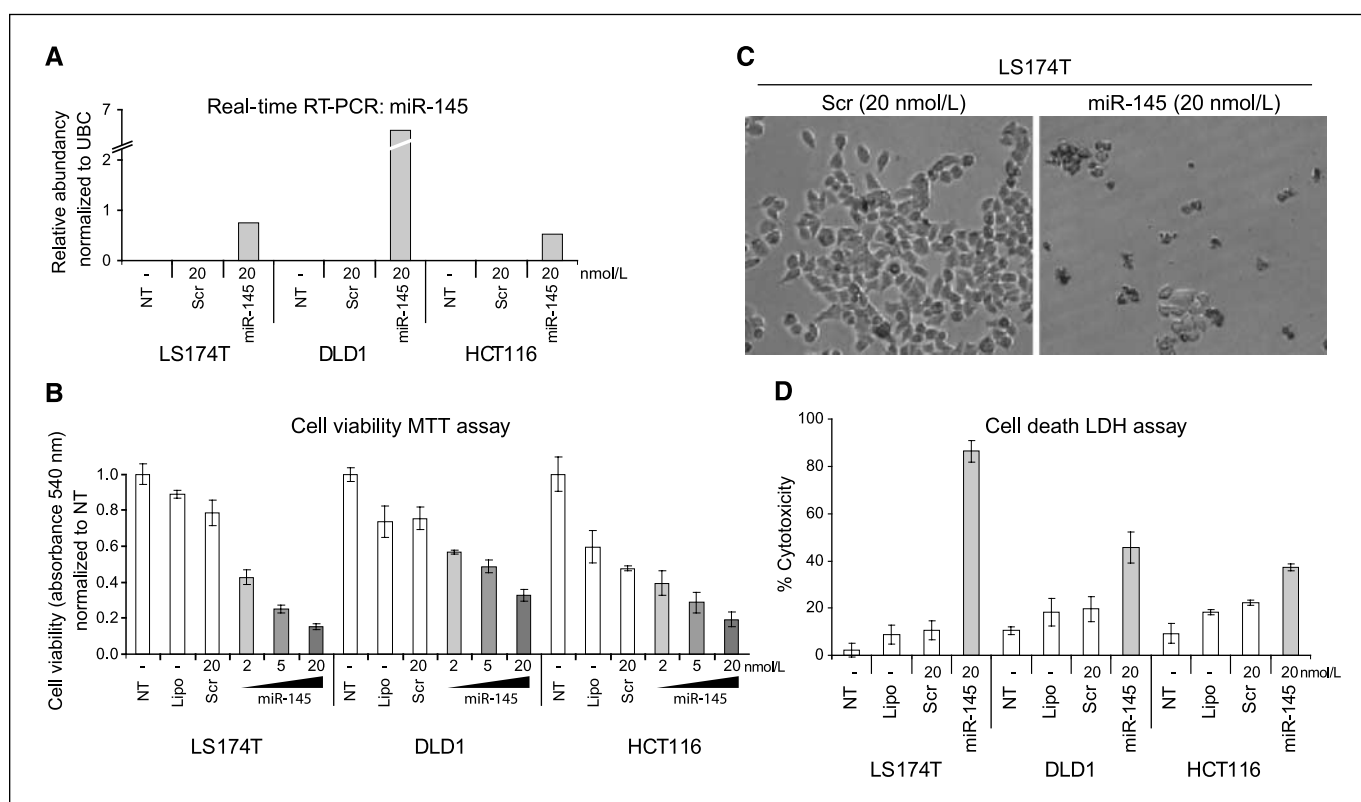 A
Real-time RT-PCR: miR-145
Relative abundancy
normalized to UBC
7
2
1
0
- 20 20 - 20 20 - 20 20 nmol/L
NT Scr miR-145 NT Scr miR-145 NT Scr miR-145
LS174T DLD1 HCT116
B
Cell viability MTT assay
Cell viability (absorbance 540 nm)
normalized to NT
1.0
0.8
0.6
0.4
0.2
0.0
- - 20 2 5 20 - - 20 2 5 20 - - 20 2 5 20 nmol/L
NT Lipo Scr miR-145 NT Lipo Scr miR-145 NT Lipo Scr miR-145
LS174T DLD1 HCT116
C
LS174T
Scr (20 nmol/L) miR-145 (20 nmol/L)
D
Cell death LDH assay
% Cytotoxicity
100
80
60
40
20
0
- - 20 20 - - 20 20 - - 20 20 nmol/L
NT Lipo Scr miR-145 NT Lipo Scr miR-145 NT Lipo Scr miR-145
LS174T DLD1 HCT116